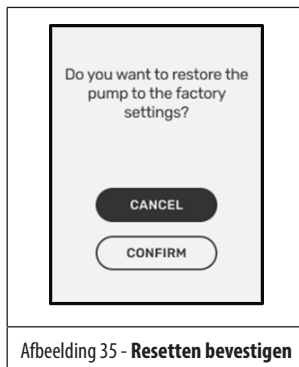 Do you want to restore the
pump to the factory
settings?
CANCEL
CONFIRM
Afbeelding 35 - Resetten bevestigen